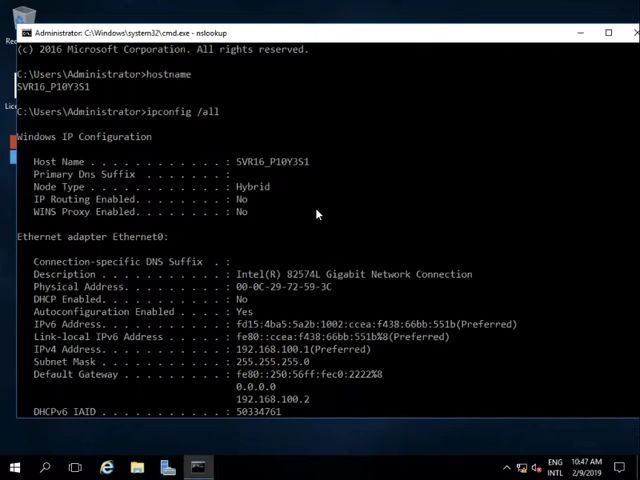 Administrator: C:\Windows\system32\cmd.exe - nslookup
(c) 2016 Microsoft Corporation. All rights reserved.
C:\Users\Administrator>hostname
SVR16_P10Y3S1
C:\Users\Administrator>ipconfig /all
Windows IP Configuration
Host Name . . . . . . . . . . . . : SVR16_P10Y3S1
Primary Dns Suffix . . . . . . . :
Node Type . . . . . . . . . . . . : Hybrid
IP Routing Enabled. . . . . . . . : No
WINS Proxy Enabled. . . . . . . . : No
Ethernet adapter Ethernet0:
Connection-specific DNS Suffix . :
Description . . . . . . . . . . . : Intel(R) 82574L Gigabit Network Connection
Physical Address. . . . . . . . . : 00-0C-29-72-59-3C
DHCP Enabled. . . . . . . . . . . : No
Autoconfiguration Enabled . . . . : Yes
IPv6 Address. . . . . . . . . . . : fd15:4ba5:5a2b:1002:ccea:f438:66bb:551b(Preferred)
Link-local IPv6 Address . . . . . : fe80::ccea:f438:66bb:551b%8(Preferred)
IPv4 Address. . . . . . . . . . . : 192.168.100.1(Preferred)
Subnet Mask . . . . . . . . . . . : 255.255.255.0
Default Gateway . . . . . . . . . : fe80::250:56ff:fec0:2222%8
0.0.0.0
192.168.100.2
DHCPv6 IAID . . . . . . . . . . . : 50334761
ENG
INTL
10:47 AM
2/9/2019